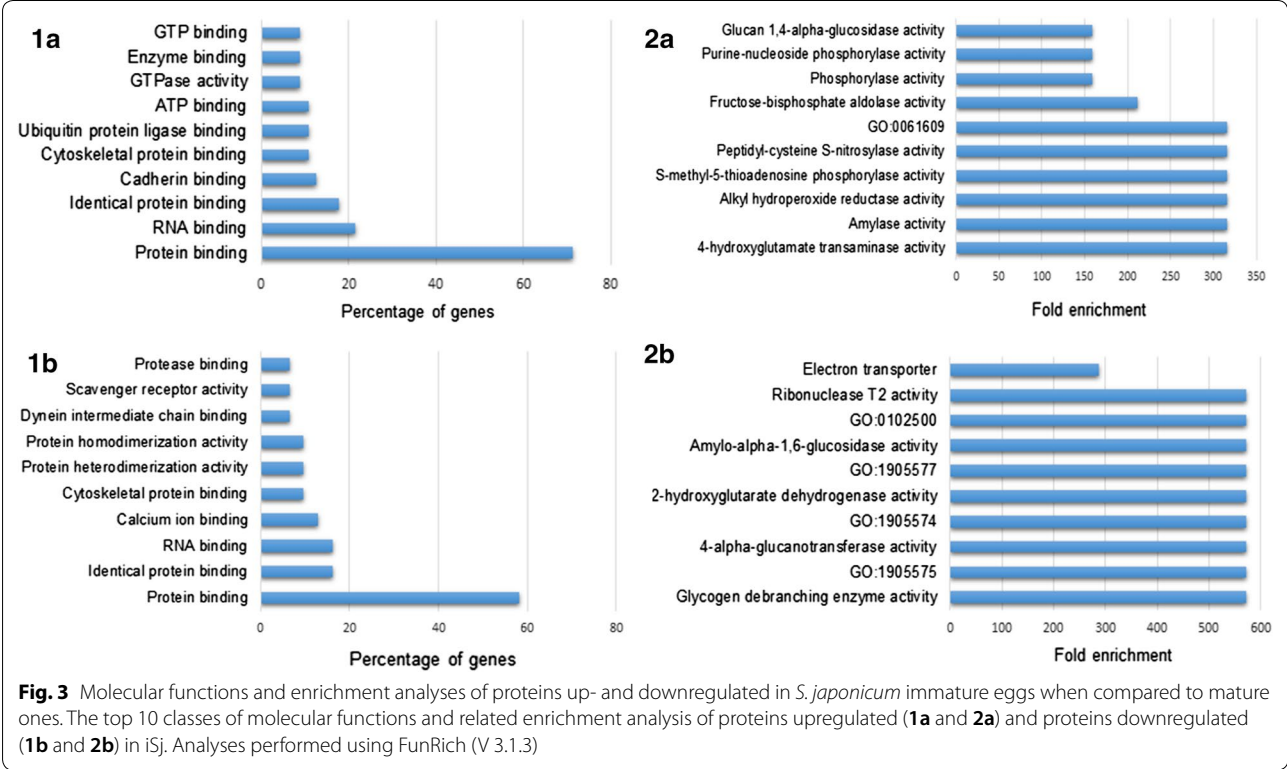 1a
GTP binding
Enzyme binding
GTPase activity
ATP binding
Ubiquitin protein ligase binding
Cytoskeletal protein binding
Cadherin binding
Identical protein binding
RNA binding
Protein binding
0 20 40 60 80
Percentage of genes
2a
Glucan 1,4-alpha-glucosidase activity
Purine-nucleoside phosphorylase activity
Phosphorylase activity
Fructose-bisphosphate aldolase activity
GO:0061609
Peptidyl-cysteine S-nitrosylase activity
S-methyl-5-thioadenosine phosphorylase activity
Alkyl hydroperoxide reductase activity
Amylase activity
4-hydroxyglutamate transaminase activity
0 50 100 150 200 250 300 350
Fold enrichment
1b
Protease binding
Scavenger receptor activity
Dynein intermediate chain binding
Protein homodimerization activity
Protein heterodimerization activity
Cytoskeletal protein binding
Calcium ion binding
RNA binding
Identical protein binding
Protein binding
0 20 40 60 80
Percentage of genes
2b
Electron transporter
Ribonuclease T2 activity
GO:0102500
Amylo-alpha-1,6-glucosidase activity
GO:1905577
2-hydroxyglutarate dehydrogenase activity
GO:1905574
4-alpha-glucanotransferase activity
GO:1905575
Glycogen debranching enzyme activity
0 100 200 300 400 500 600
Fold enrichment
Fig. 3 Molecular functions and enrichment analyses of proteins up- and downregulated in S. japonicum immature eggs when compared to mature
ones. The top 10 classes of molecular functions and related enrichment analysis of proteins upregulated (1a and 2a) and proteins downregulated
(1b and 2b) in iSj. Analyses performed using FunRich (V 3.1.3)